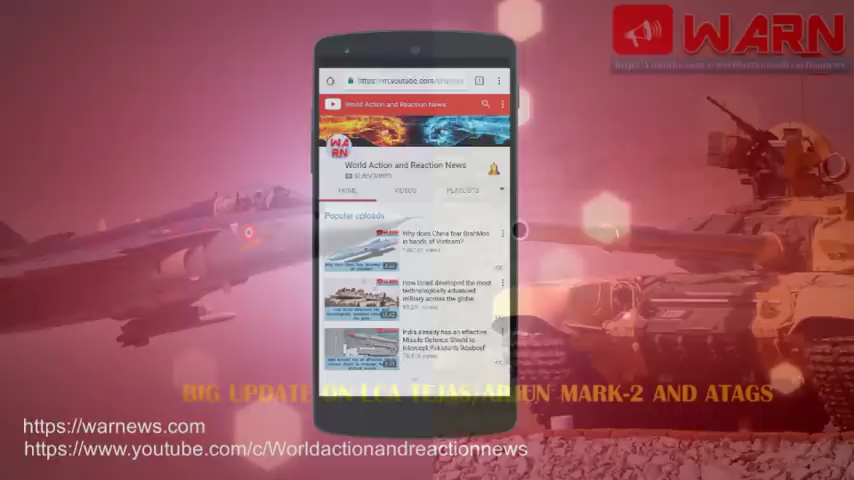 WARN
World Action and Reaction News
WA
RN
World Action and Reaction News
SUBSCRIBED
HOME VIDEOS PLAYLISTS
Popular uploads
Why does China fear BrahMos
in hands of Vietnam?
How Israel developed the most
technologically advanced
military across the globe
India already has an effective
Missile Defence Shield to
intercept Pakistan's 'Ababeel'
BIG UPDATE ON LCA TEJAS, ARJUN MARK-2 AND ATAGS
https://warnews.com
https://www.youtube.com/c/Worldactionandreactionnews